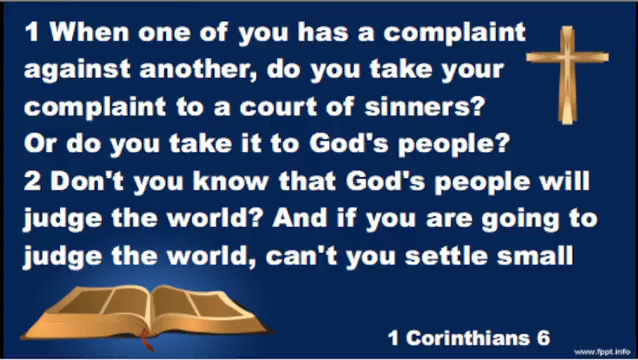 1 When one of you has a complaint
against another, do you take your
complaint to a court of sinners?
Or do you take it to God's people?
2 Don't you know that God's people will
judge the world? And if you are going to
judge the world, can't you settle small
1 Corinthians 6
www.fppt.info